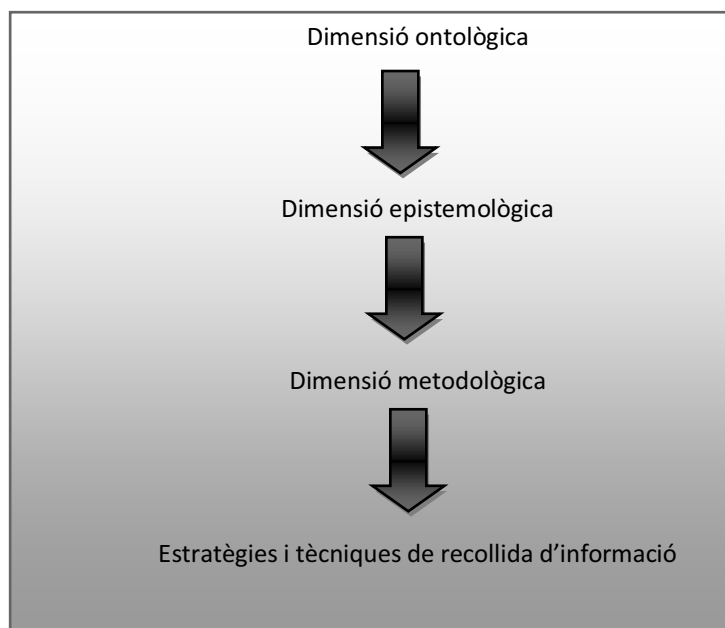 Dimensió ontològica
Dimensió epistemològica
Dimensió metodològica
Estratègies i tècniques de recollida d’informació